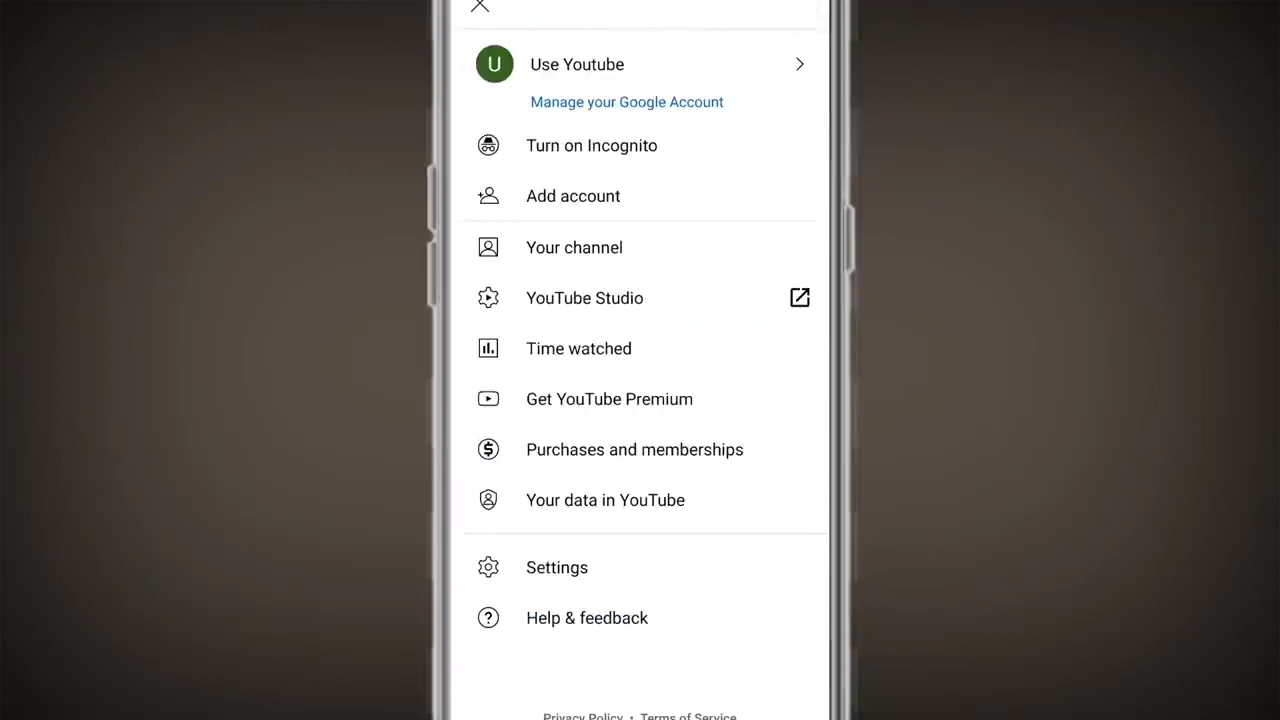 U
Use Youtube
Manage your Google Account
Turn on Incognito
Add account
Your channel
YouTube Studio
Time watched
Get YouTube Premium
Purchases and memberships
Your data in YouTube
Settings
Help & feedback
Privacy Policy • Terms of Service